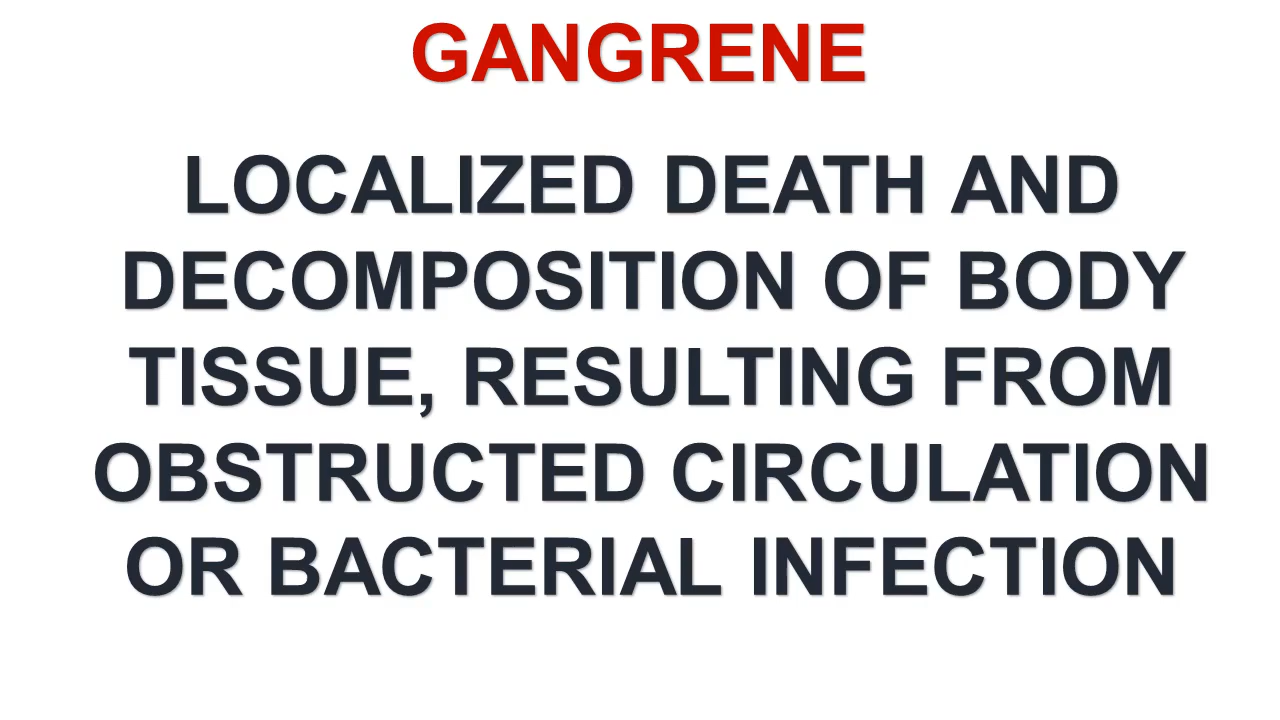 GANGRENE
LOCALIZED DEATH AND
DECOMPOSITION OF BODY
TISSUE, RESULTING FROM
OBSTRUCTED CIRCULATION
OR BACTERIAL INFECTION